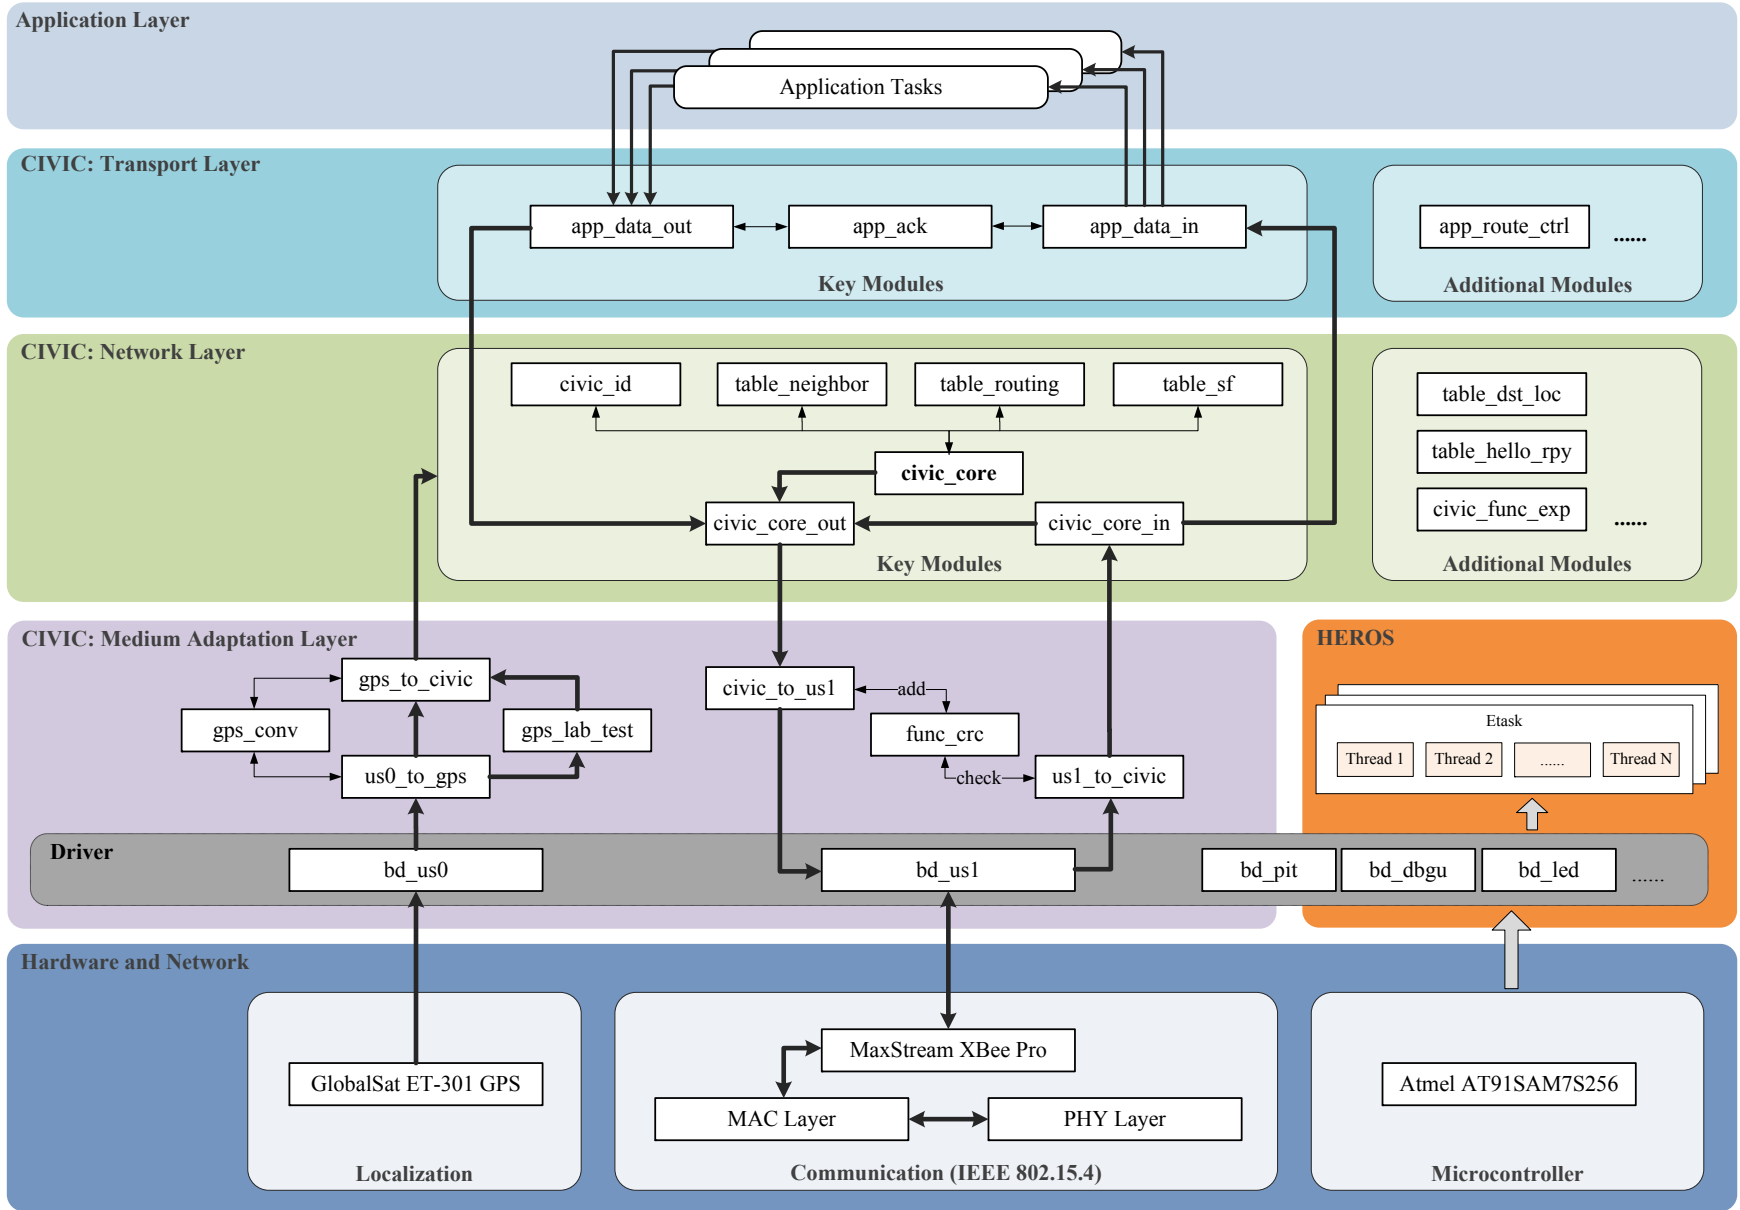 Application Layer
Application Tasks
CIVIC: Transport Layer
app_data_out
app_ack
app_data_in
Key Modules
app_route_ctrl
......
Additional Modules
CIVIC: Network Layer
civic_id
table_neighbor
table_routing
table_sf
civic_core
civic_core_out
civic_core_in
Key Modules
table_dst_loc
table_hello_rpy
civic_func_exp
......
Additional Modules
CIVIC: Medium Adaptation Layer
gps_to_civic
gps_conv
gps_lab_test
us0_to_gps
civic_to_us1
add
func_crc
check
us1_to_civic
HEROS
Etask
Thread 1
Thread 2
......
Thread N
Driver
bd_us0
bd_us1
bd_pit
bd_dbgu
bd_led
......
Hardware and Network
GlobalSat ET-301 GPS
Localization
MaxStream XBee Pro
MAC Layer
PHY Layer
Communication (IEEE 802.15.4)
Atmel AT91SAM7S256
Microcontroller